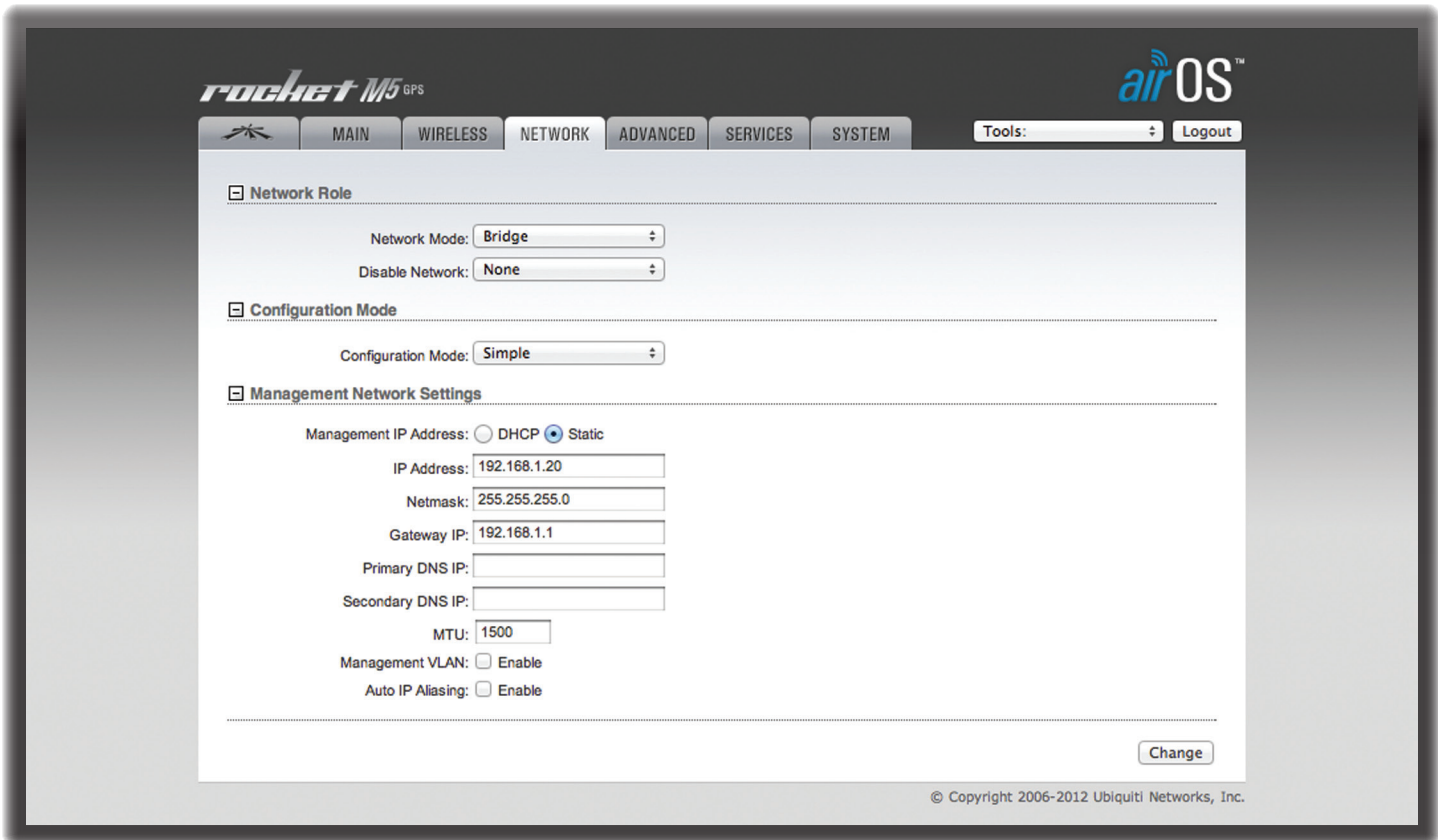 rocket M5 GPS
airOS™
MAIN WIRELESS NETWORK ADVANCED SERVICES SYSTEM Tools: Logout
Network Role
Network Mode: Bridge
Disable Network: None
Configuration Mode
Configuration Mode: Simple
Management Network Settings
Management IP Address: DHCP Static
IP Address: 192.168.1.20
Netmask: 255.255.255.0
Gateway IP: 192.168.1.1
Primary DNS IP:
Secondary DNS IP:
MTU: 1500
Management VLAN: Enable
Auto IP Aliasing: Enable
Change
© Copyright 2006-2012 Ubiquiti Networks, Inc.